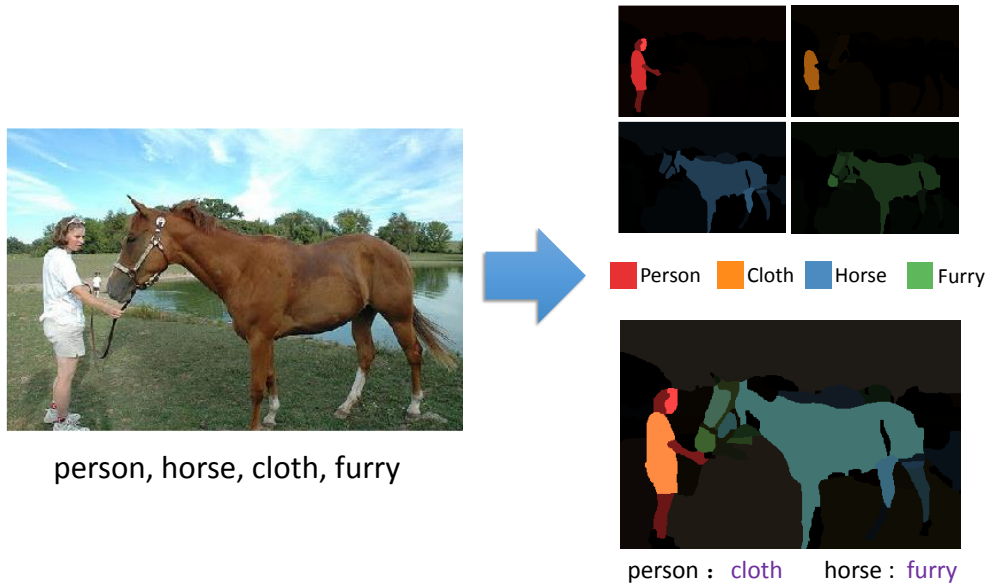 person, horse, cloth, furry
Person Cloth Horse Furry
person : cloth horse : furry